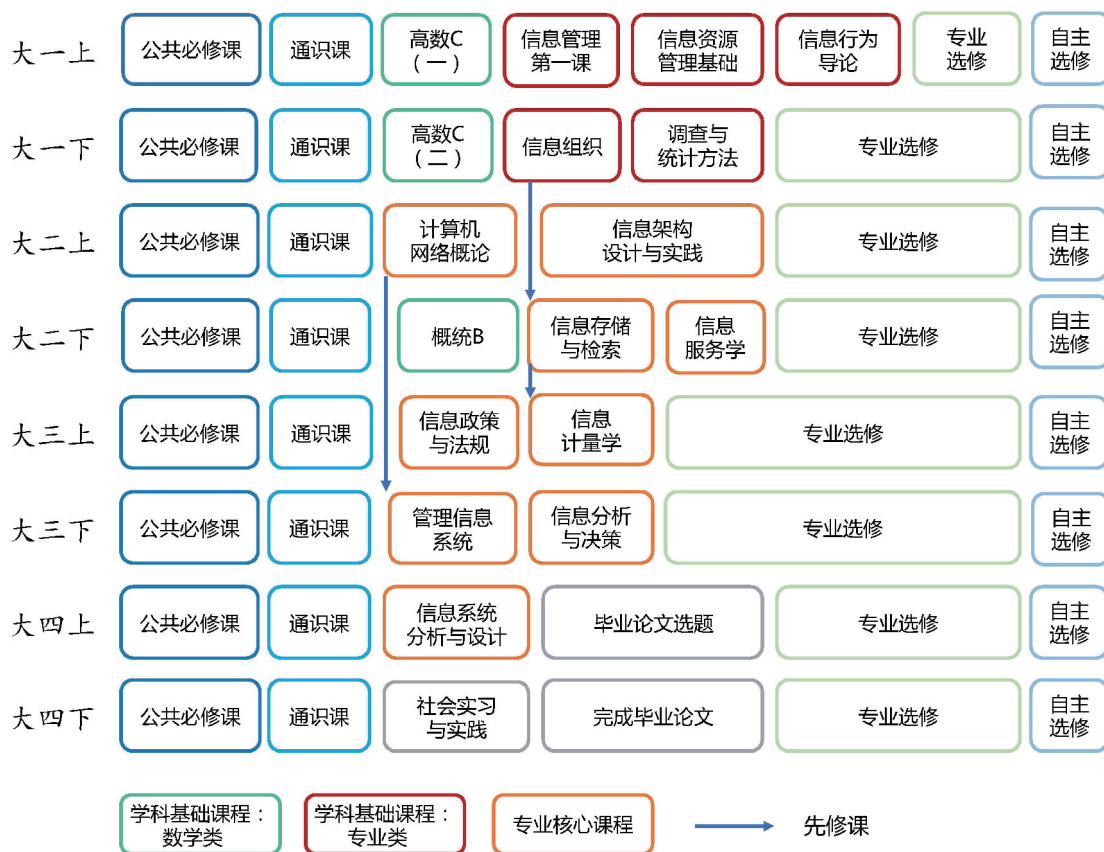 大一上
公共必修课
通识课
高数C
（一）
信息管理
第一课
信息资源
管理基础
信息行为
导论
专业
选修
自主
选修
大一下
公共必修课
通识课
高数C
（二）
信息组织
调查与
统计方法
专业选修
自主
选修
大二上
公共必修课
通识课
计算机
网络概论
信息架构
设计与实践
专业选修
自主
选修
大二下
公共必修课
通识课
概统B
信息存储
与检索
信息
服务学
专业选修
自主
选修
大三上
公共必修课
通识课
信息政策
与法规
信息
计量学
专业选修
自主
选修
大三下
公共必修课
通识课
管理信息
系统
信息分析
与决策
专业选修
自主
选修
大四上
公共必修课
通识课
信息系统
分析与设计
毕业论文选题
专业选修
自主
选修
大四下
公共必修课
通识课
社会实习
与实践
完成毕业论文
专业选修
自主
选修
学科基础课程：
数学类
学科基础课程：
专业类
专业核心课程
先修课